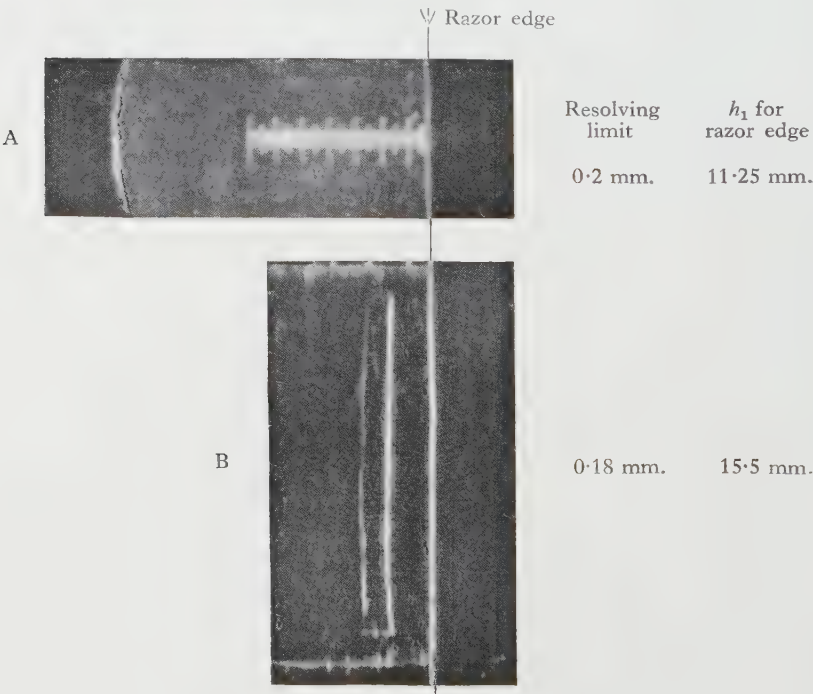 Razor edge
Resolving limit
h₁ for razor edge
A
0·2 mm.
11·25 mm.
B
0·18 mm.
15·5 mm.